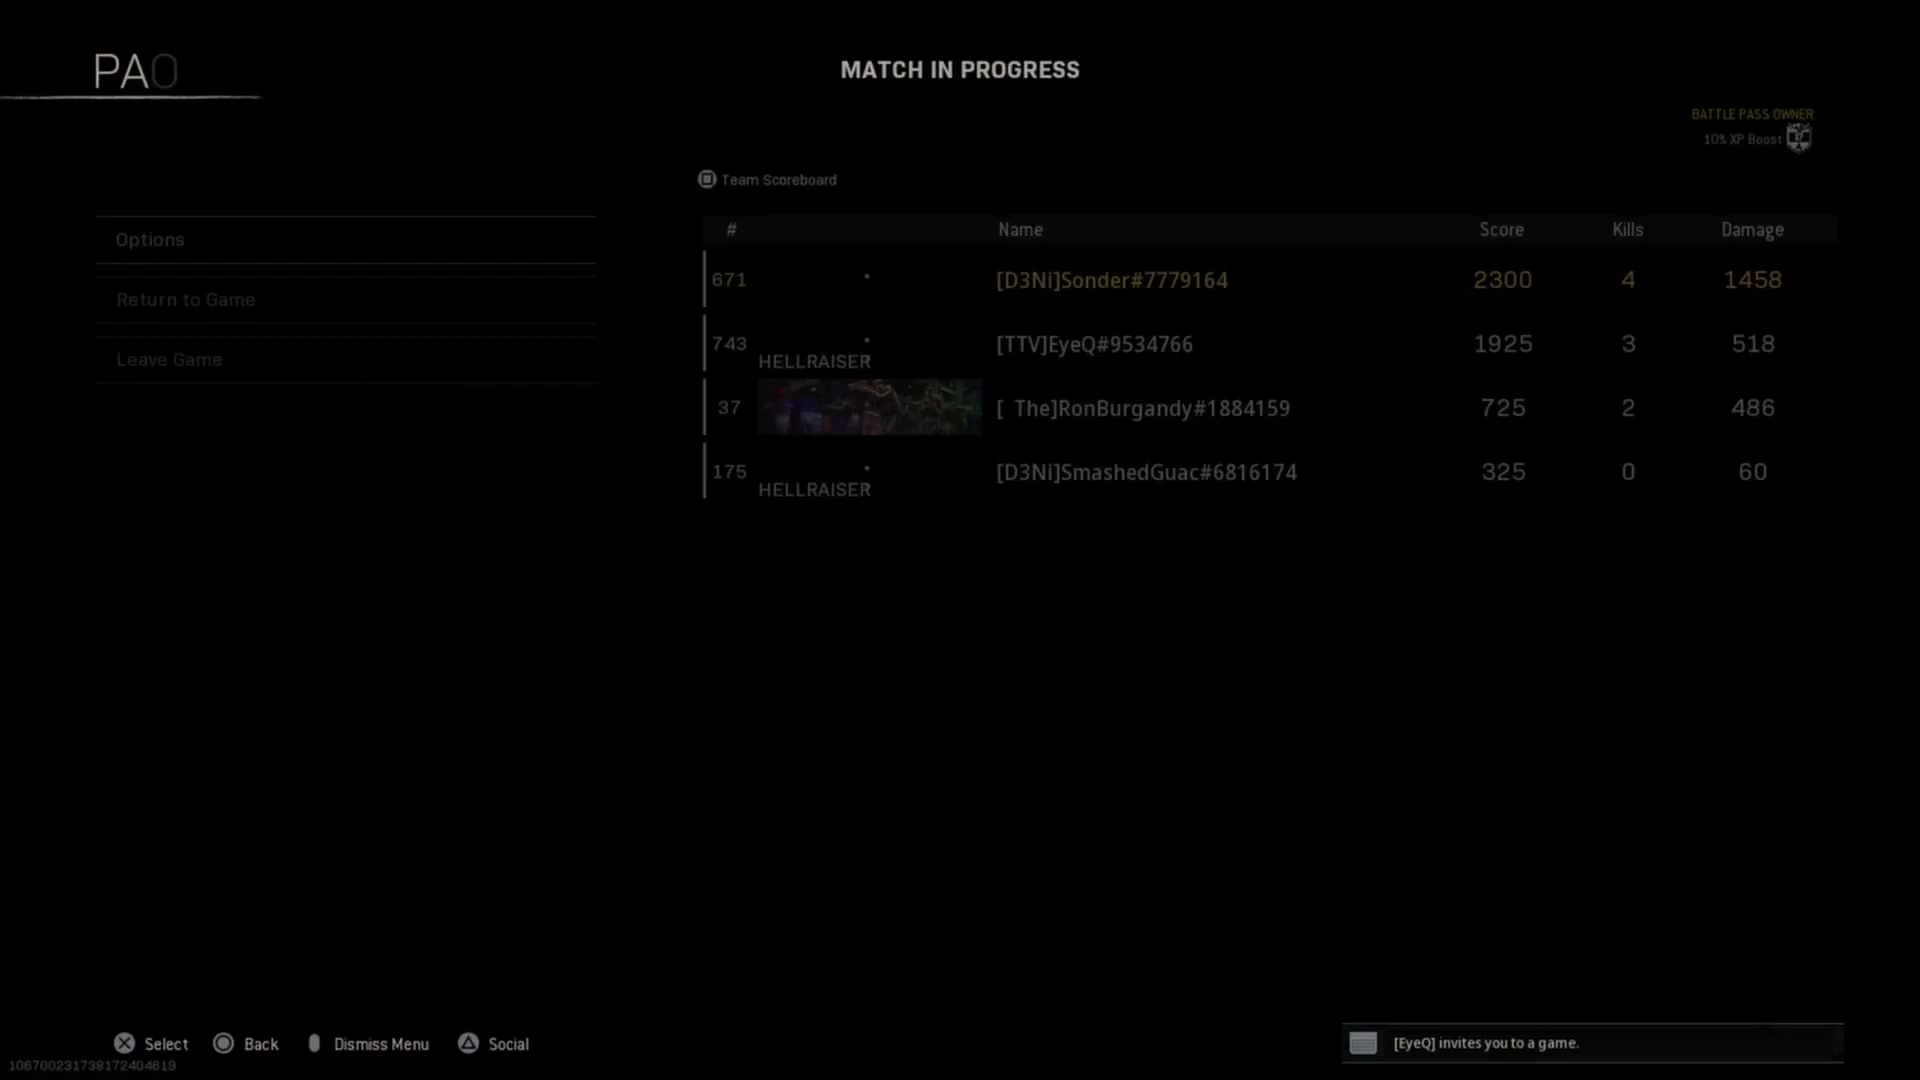 PAO
MATCH IN PROGRESS
BATTLE PASS OWNER
10% XP Boost
Team Scoreboard
Options
Return to Game
Leave Game
# Name Score Kills Damage
671 [D3Ni]Sonder#7779164 2300 4 1458
743 HELLRAISER [TTV]EyeQ#9534766 1925 3 518
37 [ The]RonBurgandy#1884159 725 2 486
175 HELLRAISER [D3Ni]SmashedGuac#6816174 325 0 60
Select Back Dismiss Menu Social
[EyeQ] invites you to a game.
106700231738172404619